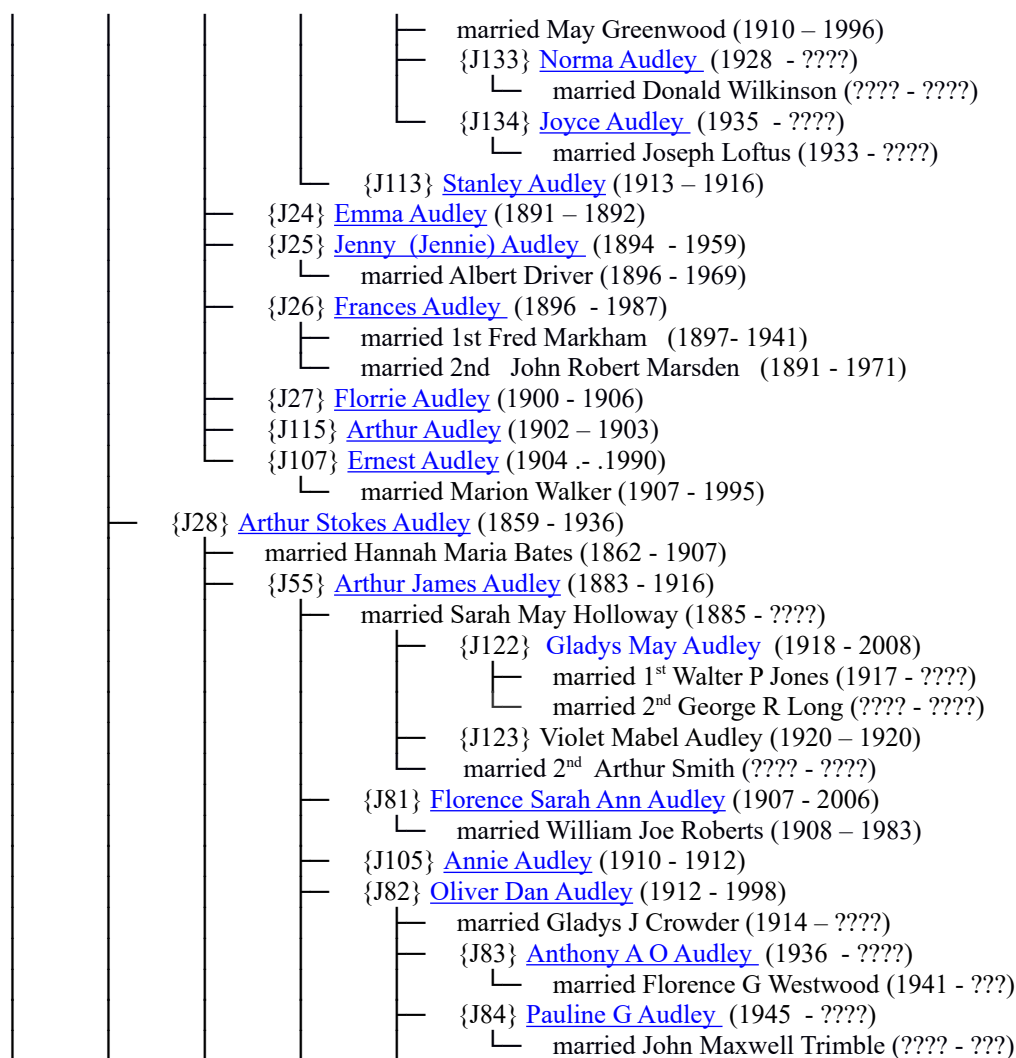 married May Greenwood (1910 – 1996)
{J133} Norma Audley (1928 - ????)
married Donald Wilkinson (???? - ????)
{J134} Joyce Audley (1935 - ????)
married Joseph Loftus (1933 - ????)
{J113} Stanley Audley (1913 – 1916)
{J24} Emma Audley (1891 – 1892)
{J25} Jenny (Jennie) Audley (1894 - 1959)
married Albert Driver (1896 - 1969)
{J26} Frances Audley (1896 - 1987)
married 1st Fred Markham (1897- 1941)
married 2nd John Robert Marsden (1891 - 1971)
{J27} Florrie Audley (1900 - 1906)
{J115} Arthur Audley (1902 – 1903)
{J107} Ernest Audley (1904 .- .1990)
married Marion Walker (1907 - 1995)
{J28} Arthur Stokes Audley (1859 - 1936)
married Hannah Maria Bates (1862 - 1907)
{J55} Arthur James Audley (1883 - 1916)
married Sarah May Holloway (1885 - ????)
{J122} Gladys May Audley (1918 - 2008)
married 1st Walter P Jones (1917 - ????)
married 2nd George R Long (???? - ????)
{J123} Violet Mabel Audley (1920 – 1920)
married 2nd Arthur Smith (???? - ????)
{J81} Florence Sarah Ann Audley (1907 - 2006)
married William Joe Roberts (1908 – 1983)
{J105} Annie Audley (1910 - 1912)
{J82} Oliver Dan Audley (1912 - 1998)
married Gladys J Crowder (1914 – ????)
{J83} Anthony A O Audley (1936 - ????)
married Florence G Westwood (1941 - ???)
{J84} Pauline G Audley (1945 - ????)
married John Maxwell Trimble (???? - ???)